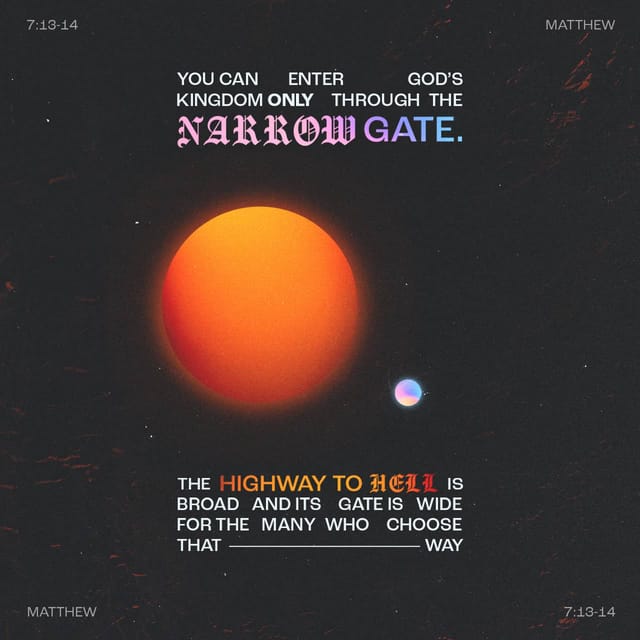 7:13-14 MATTHEW
YOU CAN ENTER GOD'S
KINGDOM ONLY THROUGH THE
NARROW GATE.
THE HIGHWAY TO HELL IS
BROAD AND ITS GATE IS WIDE
FOR THE MANY WHO CHOOSE
THAT WAY
MATTHEW 7:13-14